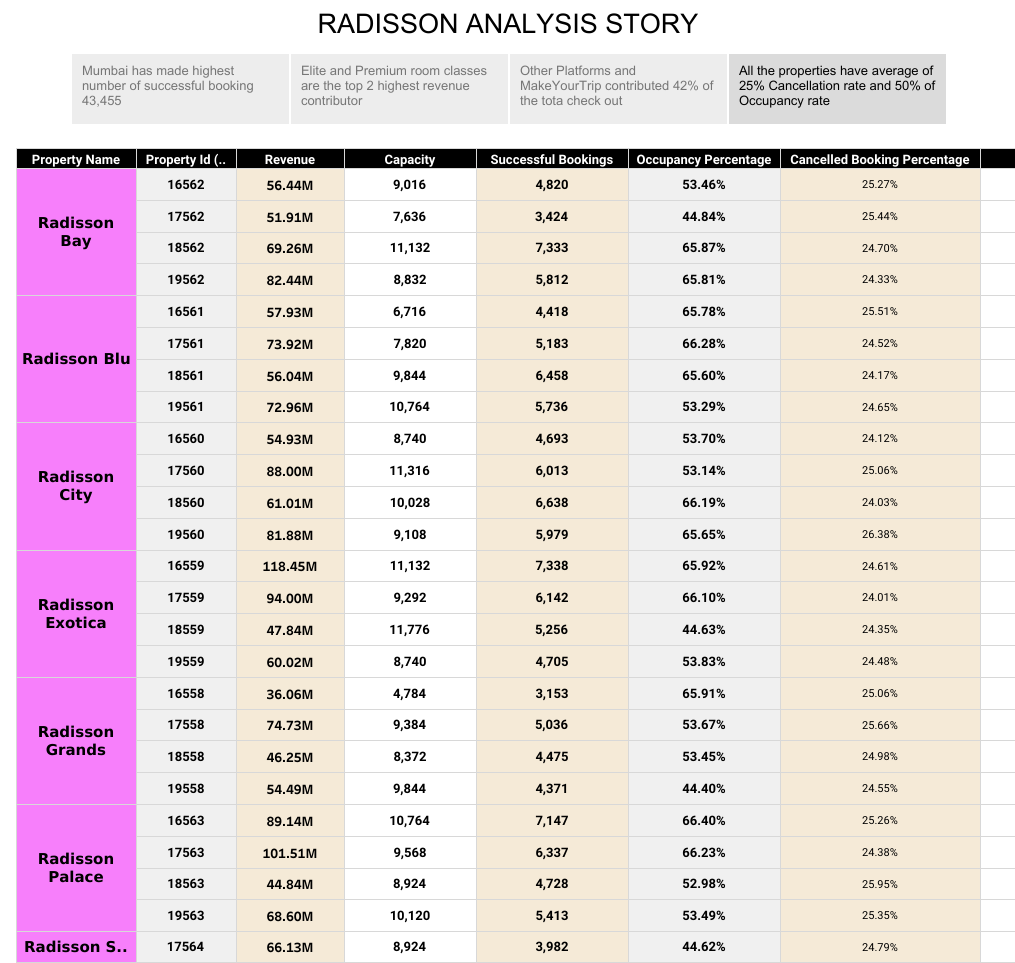 RADISSON ANALYSIS STORY
Mumbai has made highest
number of successful booking
43,455
Elite and Premium room classes
are the top 2 highest revenue
contributor
Other Platforms and
MakeYourTrip contributed 42% of
the tota check out
All the properties have average of
25% Cancellation rate and 50% of
Occupancy rate
Property Name Property Id (.. Revenue Capacity Successful Bookings Occupancy Percentage Cancelled Booking Percentage
Radisson
Bay
16562 56.44M 9,016 4,820 53.46% 25.27%
17562 51.91M 7,636 3,424 44.84% 25.44%
18562 69.26M 11,132 7,333 65.87% 24.70%
19562 82.44M 8,832 5,812 65.81% 24.33%
Radisson Blu
16561 57.93M 6,716 4,418 65.78% 25.51%
17561 73.92M 7,820 5,183 66.28% 24.52%
18561 56.04M 9,844 6,458 65.60% 24.17%
19561 72.96M 10,764 5,736 53.29% 24.65%
Radisson
City
16560 54.93M 8,740 4,693 53.70% 24.12%
17560 88.00M 11,316 6,013 53.14% 25.06%
18560 61.01M 10,028 6,638 66.19% 24.03%
19560 81.88M 9,108 5,979 65.65% 26.38%
Radisson
Exotica
16559 118.45M 11,132 7,338 65.92% 24.61%
17559 94.00M 9,292 6,142 66.10% 24.01%
18559 47.84M 11,776 5,256 44.63% 24.35%
19559 60.02M 8,740 4,705 53.83% 24.48%
Radisson
Grands
16558 36.06M 4,784 3,153 65.91% 25.06%
17558 74.73M 9,384 5,036 53.67% 25.66%
18558 46.25M 8,372 4,475 53.45% 24.98%
19558 54.49M 9,844 4,371 44.40% 24.55%
Radisson
Palace
16563 89.14M 10,764 7,147 66.40% 25.26%
17563 101.51M 9,568 6,337 66.23% 24.38%
18563 44.84M 8,924 4,728 52.98% 25.95%
19563 68.60M 10,120 5,413 53.49% 25.35%
Radisson S.. 17564 66.13M 8,924 3,982 44.62% 24.79%